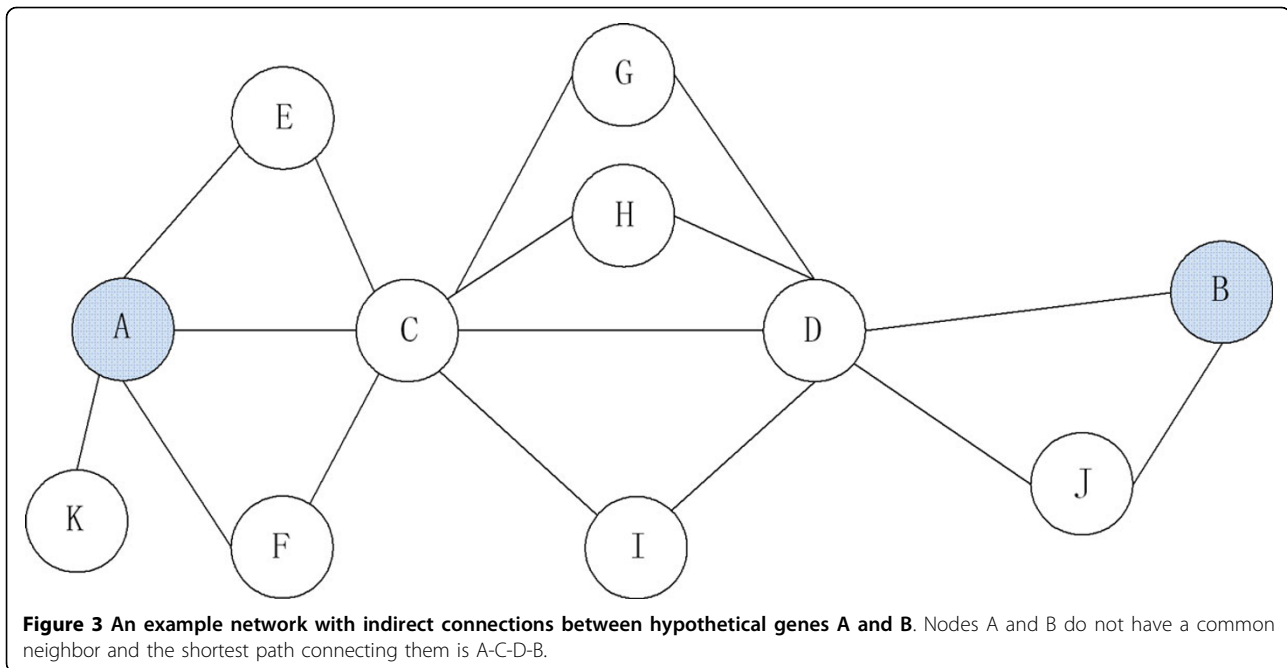 G
E
H
B
A
C
D
J
K
F
I
Figure 3 An example network with indirect connections between hypothetical genes A and B. Nodes A and B do not have a common
neighbor and the shortest path connecting them is A-C-D-B.